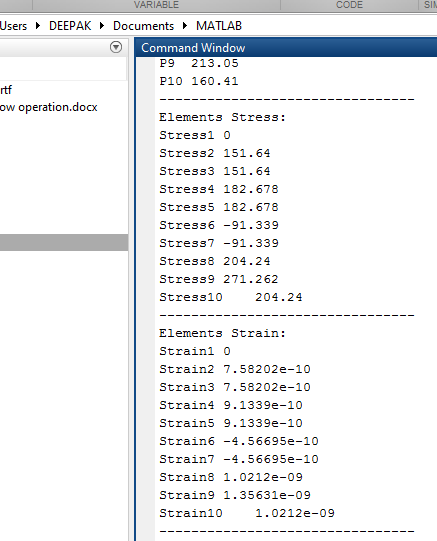 VARIABLE
CODE
Users
DEEPAK
Documents
MATLAB
Command Window
rtf
ow operation.docx
P9  213.05
P10 160.41
--------------------------------
Elements Stress:
Stress1 0
Stress2 151.64
Stress3 151.64
Stress4 182.678
Stress5 182.678
Stress6 -91.339
Stress7 -91.339
Stress8 204.24
Stress9 271.262
Stress10    204.24
--------------------------------
Elements Strain:
Strain1 0
Strain2 7.58202e-10
Strain3 7.58202e-10
Strain4 9.1339e-10
Strain5 9.1339e-10
Strain6 -4.56695e-10
Strain7 -4.56695e-10
Strain8 1.0212e-09
Strain9 1.35631e-09
Strain10    1.0212e-09
--------------------------------